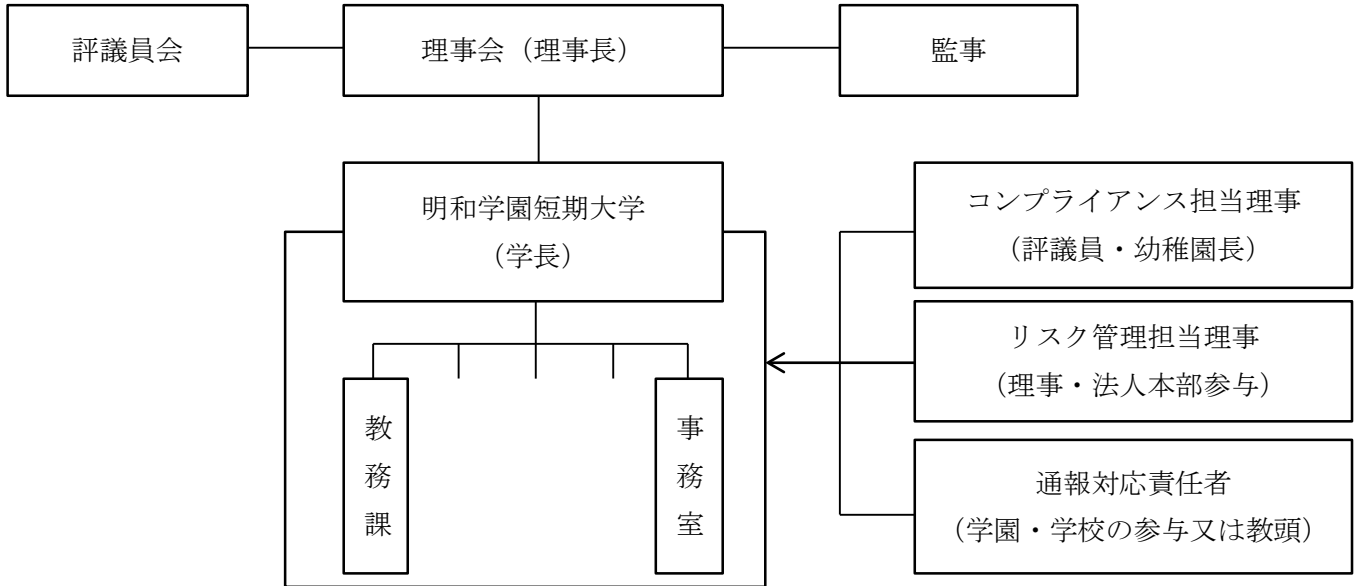 評議員会
理事会（理事長）
監事
明和学園短期大学
（学長）
コンプライアンス担当理事
（評議員・幼稚園長）
リスク管理担当理事
（理事・法人本部参与）
通報対応責任者
（学園・学校の参与又は教頭）
教務課
事務室